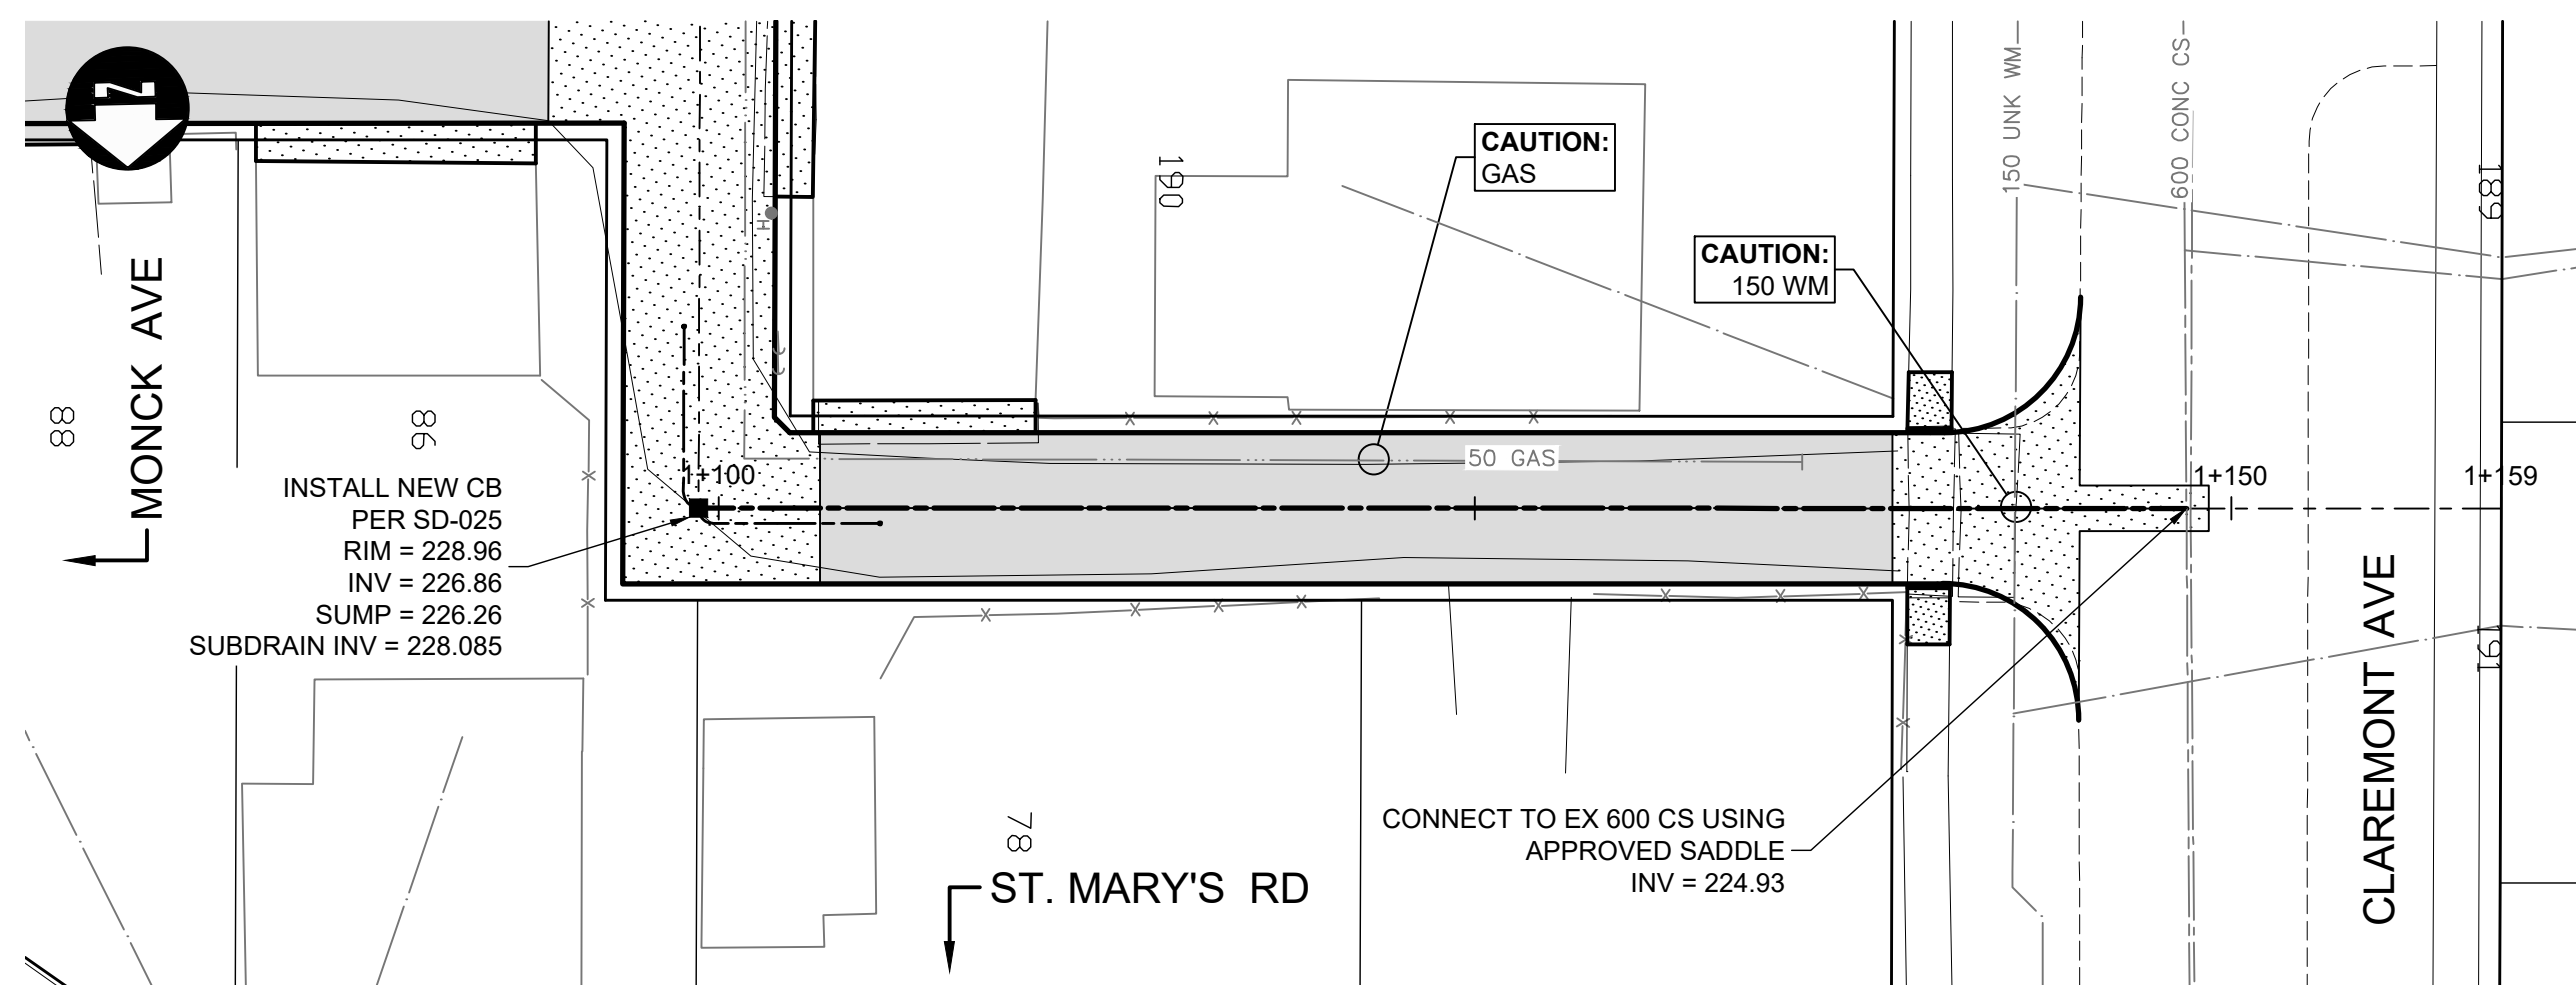 N
150 UNK WM
600 CONC CS
CAUTION:
GAS
190
189
CAUTION:
150 WM
MONCK AVE
H
88
86
50 GAS
1+100
1+150
1+159
INSTALL NEW CB
PER SD-025
RIM = 228.96
INV = 226.86
SUMP = 226.26
SUBDRAIN INV = 228.085
191
CLAREMONT AVE
78
CONNECT TO EX 600 CS USING
APPROVED SADDLE
INV = 224.93
ST. MARY'S RD